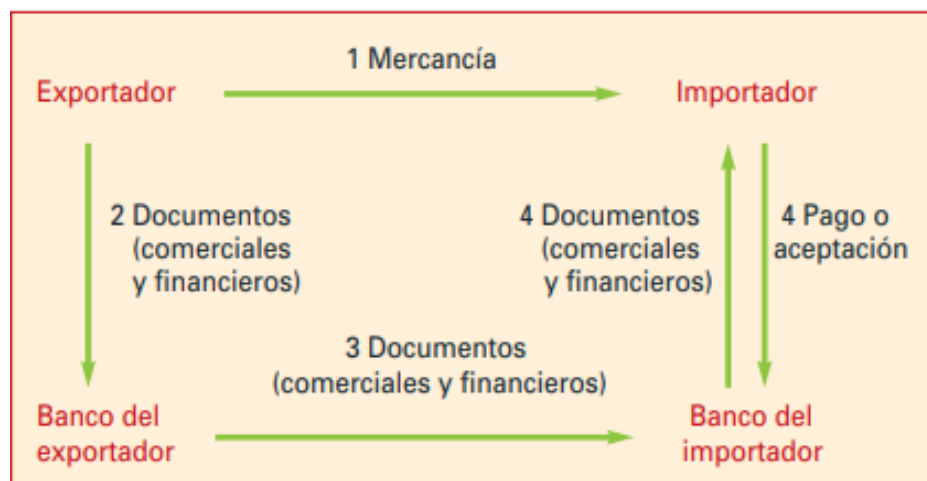 1 Mercancía
Exportador
Importador
2 Documentos
(comerciales
y financieros)
4 Documentos
(comerciales
y financieros)
4 Pago o
aceptación
3 Documentos
(comerciales y financieros)
Banco del
exportador
Banco del
importador